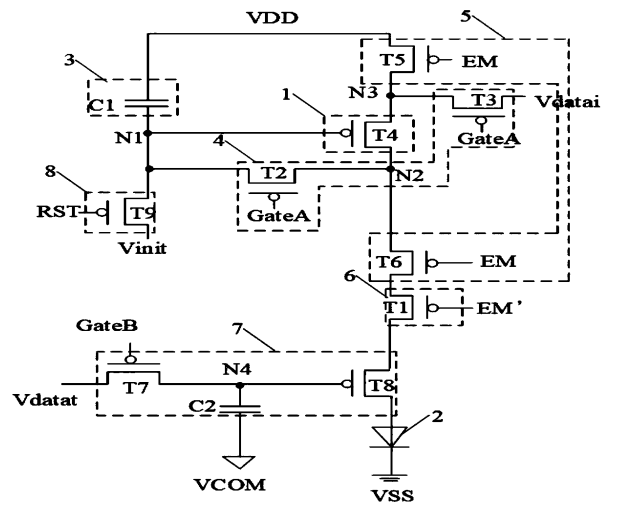 VDD
5
3
T5
EM
C1
1
N3
T3
Vdatai
N1
4
T4
GateA
8
T2
N2
RST
T9
GateA
Vinit
T6
EM
6
T1
EM'
GateB
7
N4
Vdatat
T7
T8
C2
2
VCOM
VSS